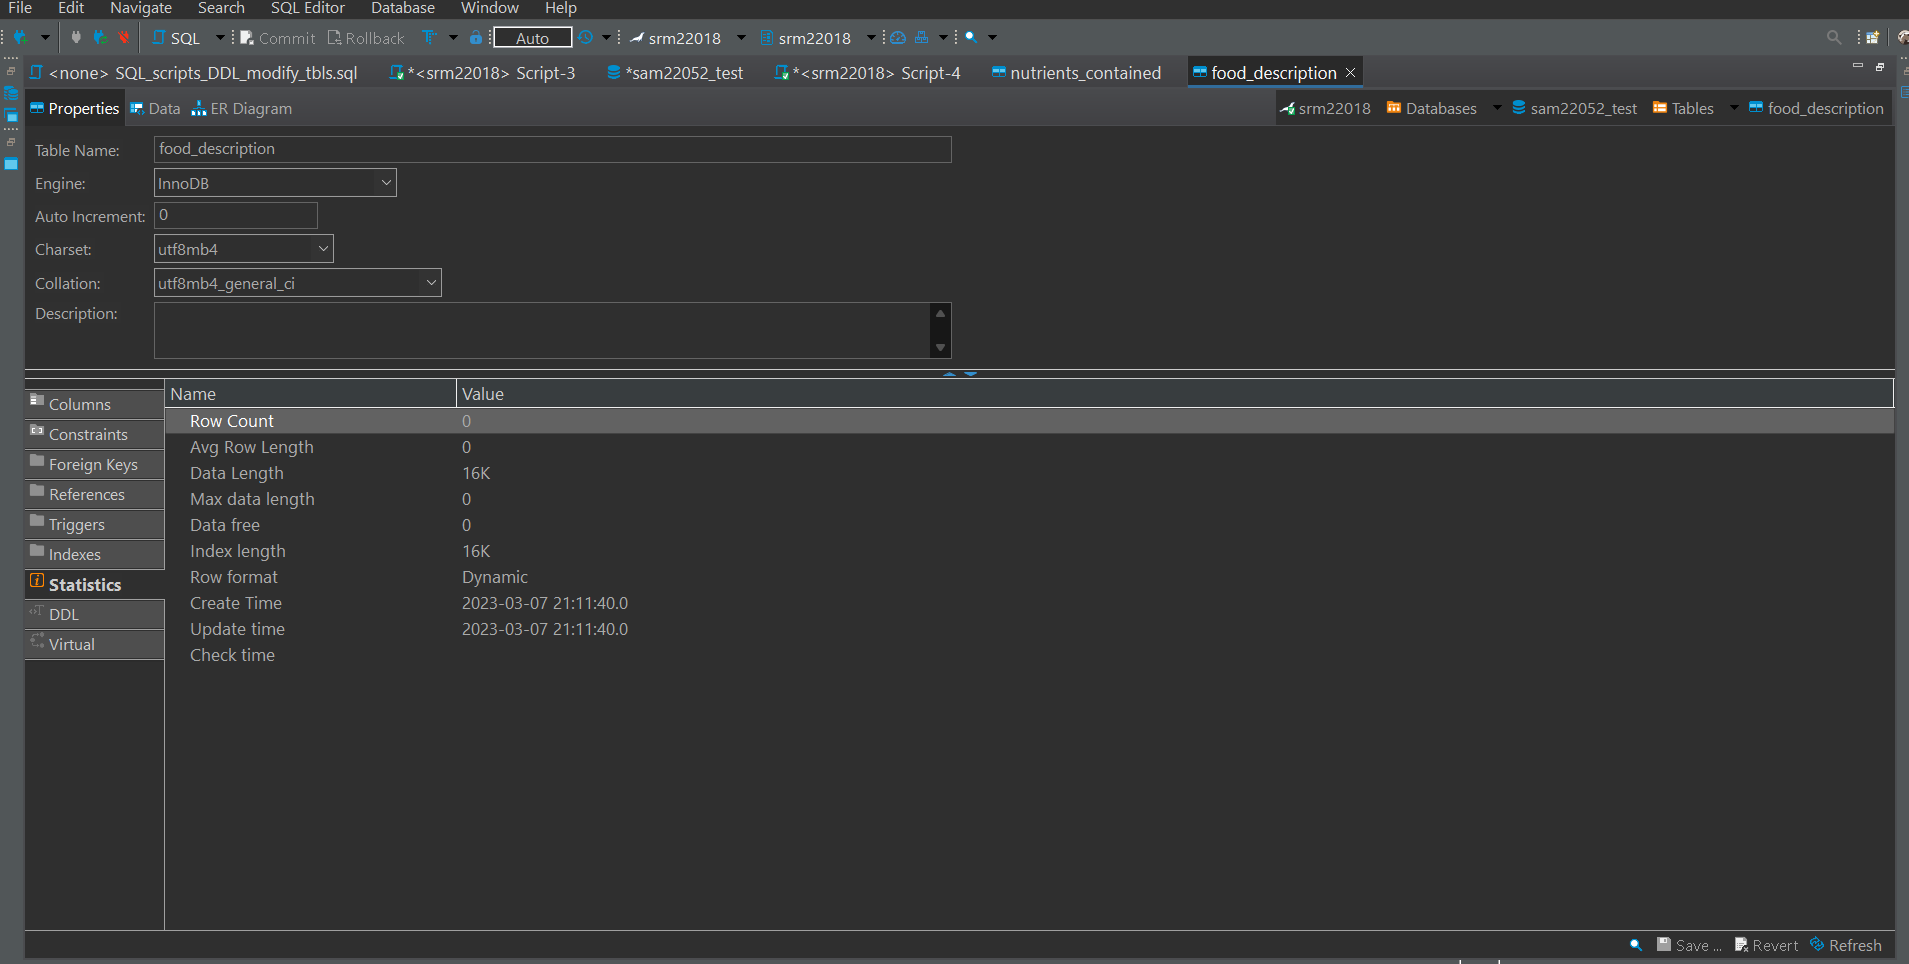 File Edit Navigate Search SQL Editor Database Window Help
SQL Commit Rollback Auto srm22018 srm22018
<none> SQL_scripts_DDL_modify_tbls.sql *<srm22018> Script-3 *sam22052_test *<srm22018> Script-4 nutrients_contained food_description
Properties Data ER Diagram srm22018 Databases sam22052_test Tables food_description
Table Name: food_description
Engine: InnoDB
Auto Increment: 0
Charset: utf8mb4
Collation: utf8mb4_general_ci
Description:
Columns
Constraints
Foreign Keys
References
Triggers
Indexes
Statistics
DDL
Virtual
Name Value
Row Count 0
Avg Row Length 0
Data Length 16K
Max data length 0
Data free 0
Index length 16K
Row format Dynamic
Create Time 2023-03-07 21:11:40.0
Update time 2023-03-07 21:11:40.0
Check time
Save ... Revert Refresh